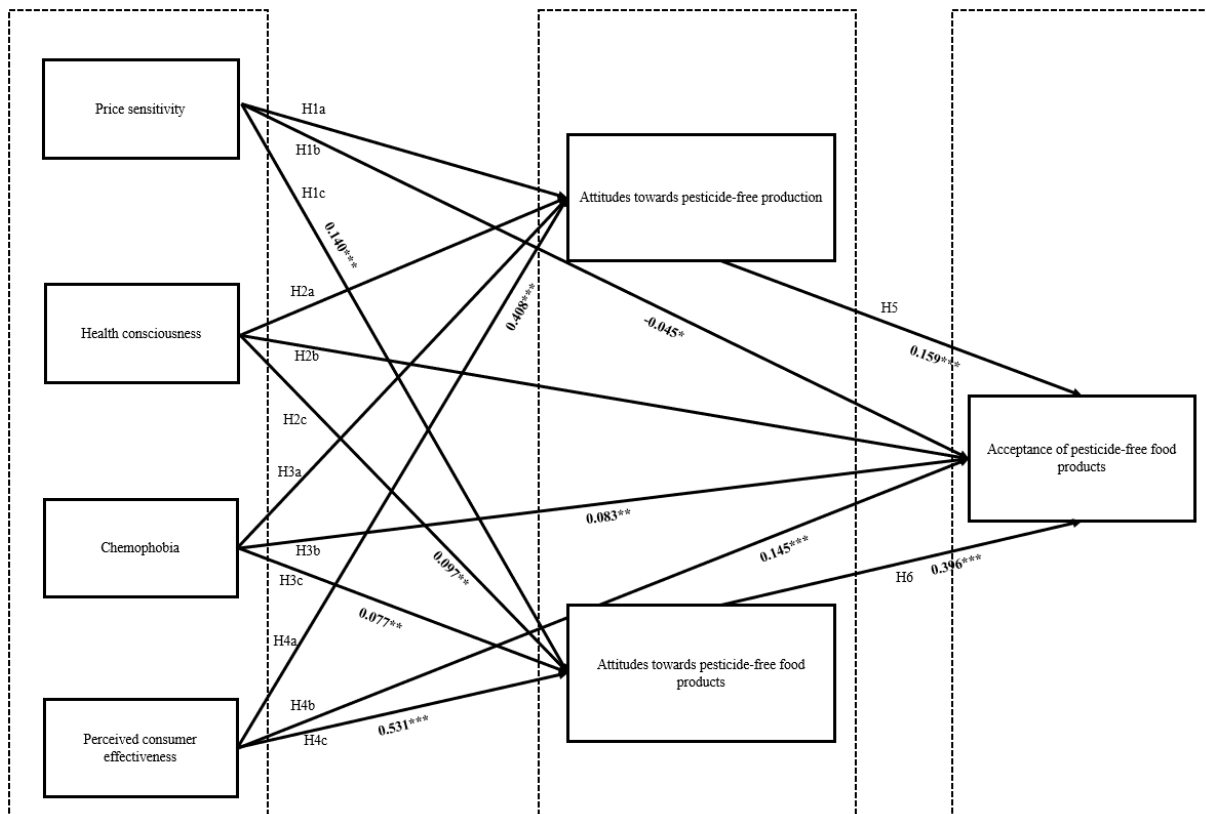 Price sensitivity
Health consciousness
Chemophobia
Perceived consumer
effectiveness
H1a
H1b
H1c
0.140***
H2a
H2b
H2c
H3a
0.097**
H3b
H3c
0.077**
H4a
0.408***
H4b
H4c
0.531***
Attitudes towards pesticide-free production
-0.045*
0.083**
0.145***
Attitudes towards pesticide-free food
products
H5
0.159***
H6
0.396***
Acceptance of pesticide-free food
products